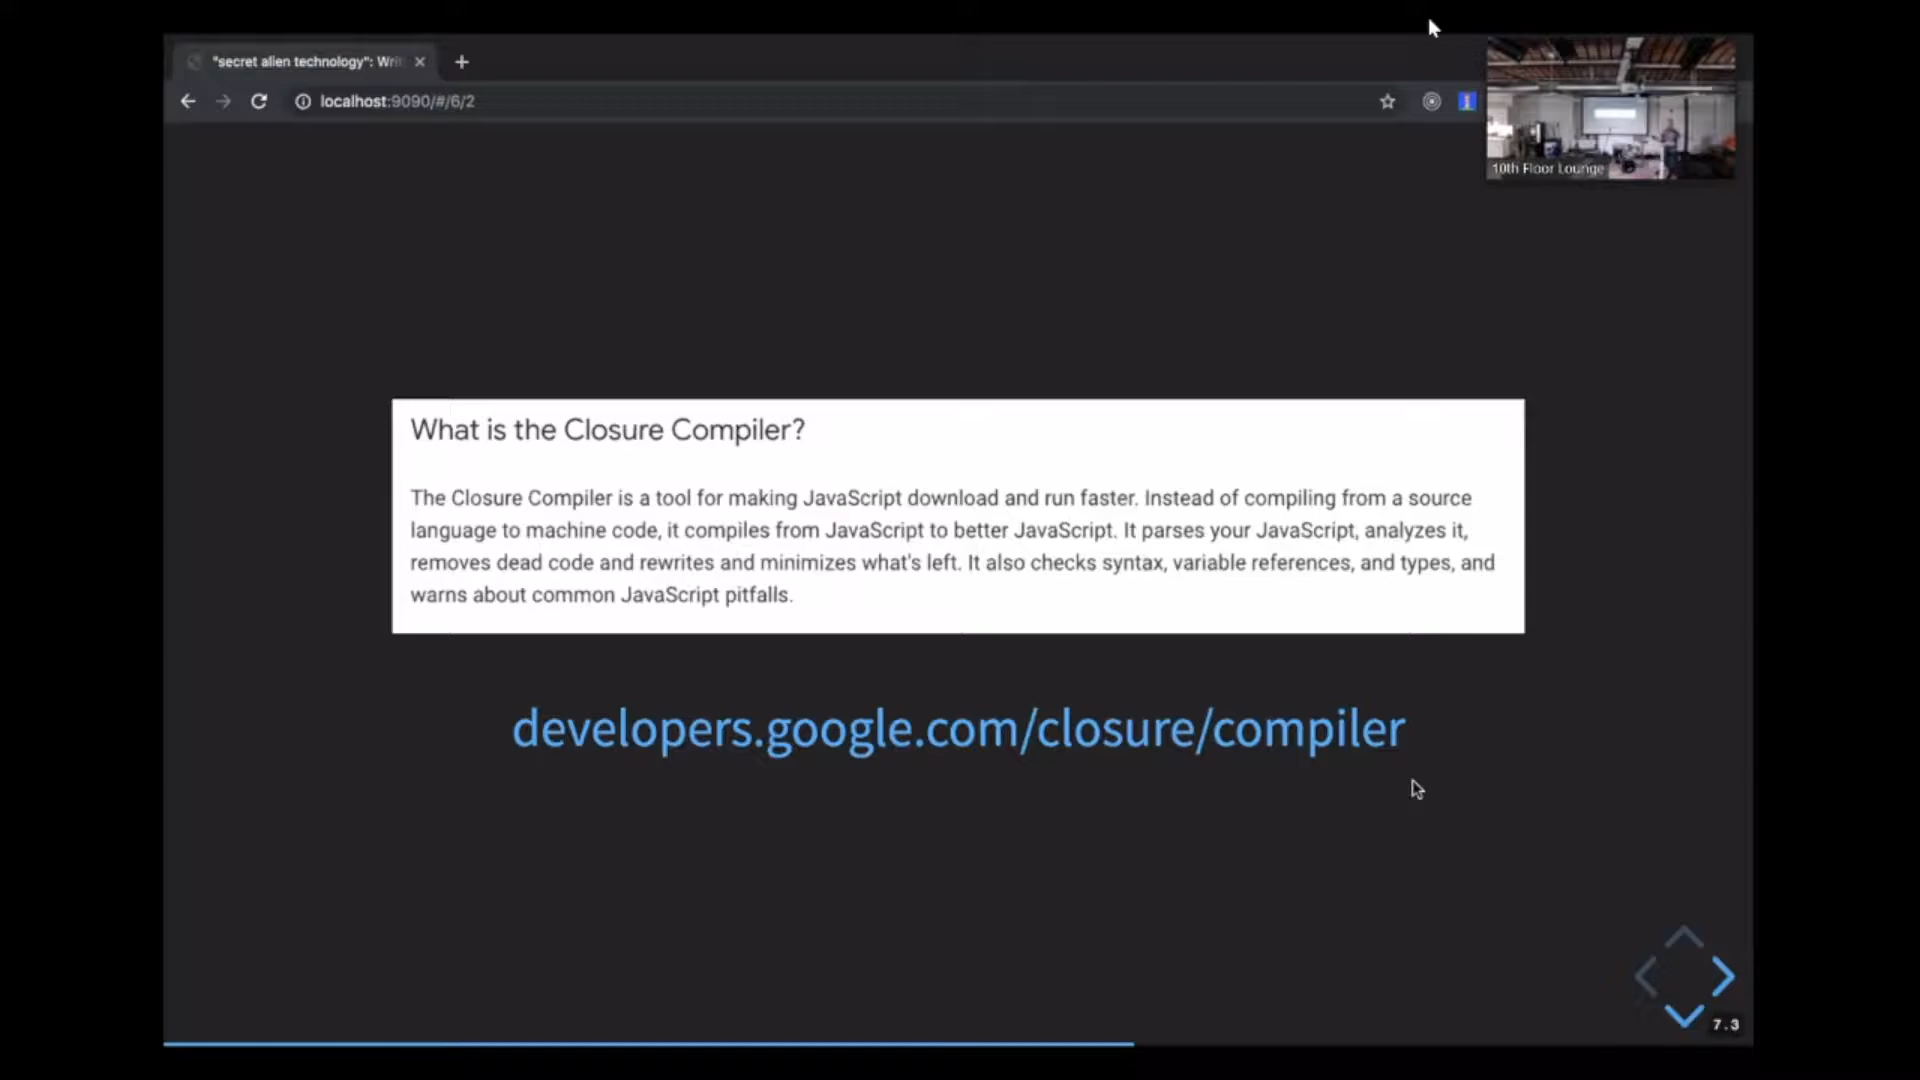 "secret alien technology": Wri
localhost:9090/#/6/2
10th Floor Lounge
What is the Closure Compiler?
The Closure Compiler is a tool for making JavaScript download and run faster. Instead of compiling from a source
language to machine code, it compiles from JavaScript to better JavaScript. It parses your JavaScript, analyzes it,
removes dead code and rewrites and minimizes what's left. It also checks syntax, variable references, and types, and
warns about common JavaScript pitfalls.
developers.google.com/closure/compiler
7.3